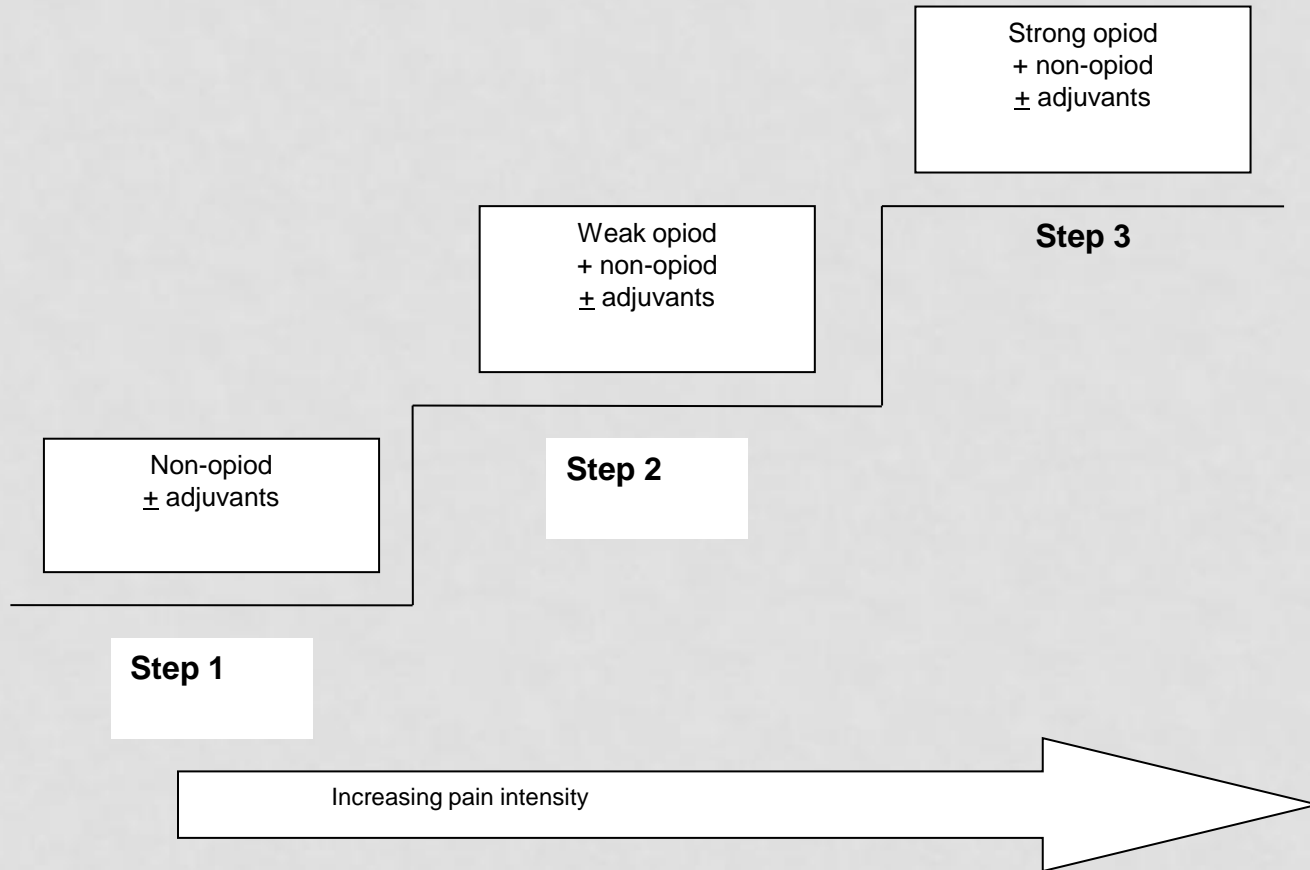 Strong opiod
+ non-opiod
± adjuvants
Step 3
Weak opiod
+ non-opiod
± adjuvants
Step 2
Non-opiod
± adjuvants
Step 1
Increasing pain intensity